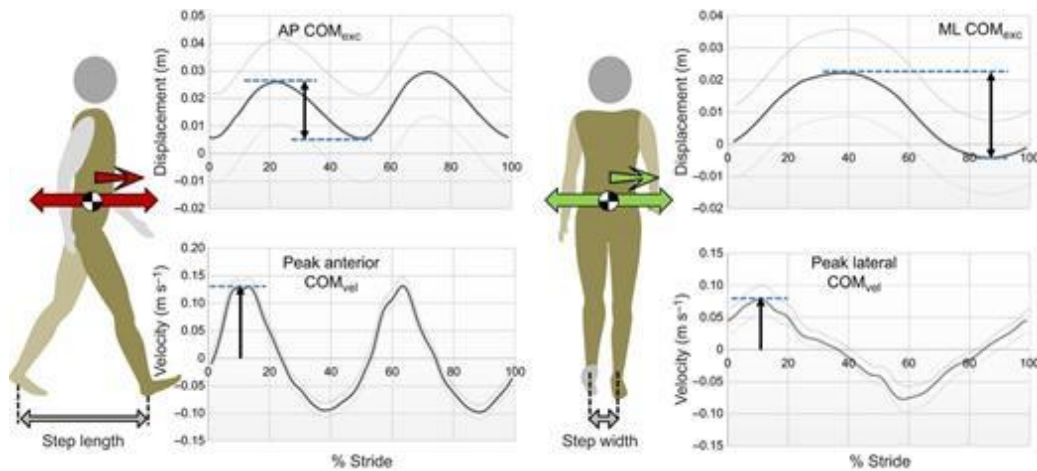 AP COMexc
Displacement (m)
0.05
0.04
0.03
0.02
0.01
0
–0.01
–0.02
0 20 40 60 80 100
ML COMexc
Displacement (m)
0.04
0.03
0.02
0.01
0
–0.01
–0.02
0 20 40 60 80 100
Peak anterior
COMvel
Velocity (m s–1)
0.20
0.15
0.10
0.05
0
–0.05
–0.10
–0.15
0 20 40 60 80 100
Peak lateral
COMvel
Velocity (m s–1)
0.15
0.10
0.05
0
–0.05
–0.10
–0.15
0 20 40 60 80 100
Step length
% Stride
Step width
% Stride